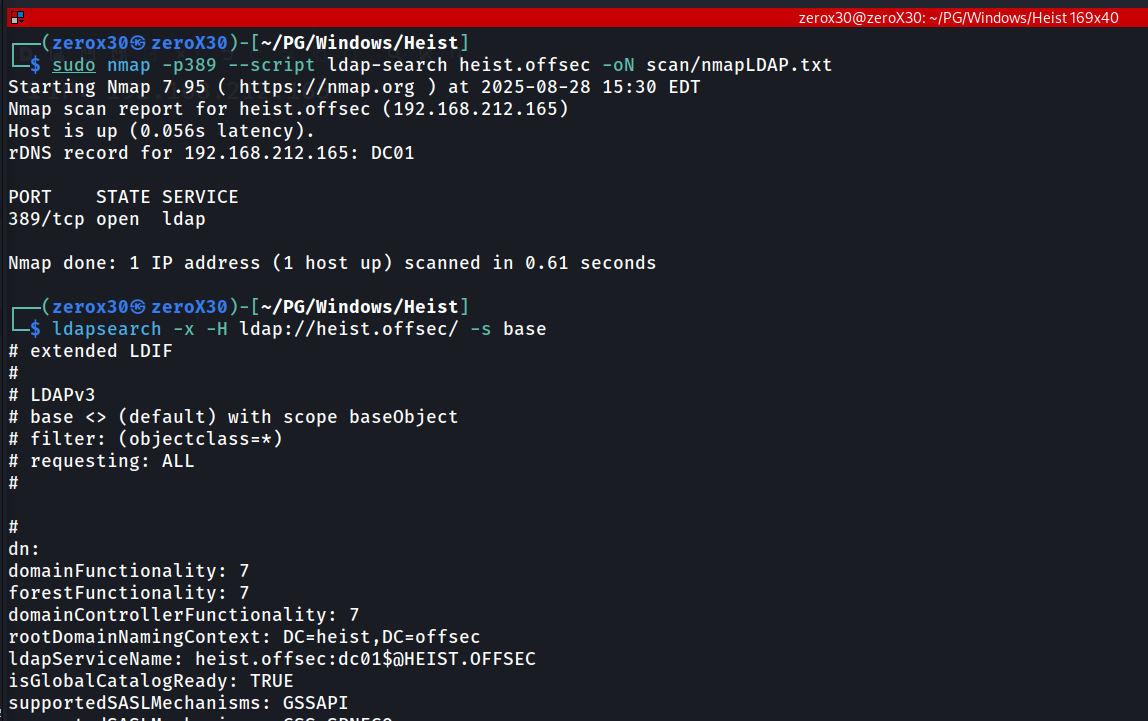 zerox30@zeroX30: ~/PG/Windows/Heist 169x40
┌──(zerox30㉿zeroX30)-[~/PG/Windows/Heist]
└─$ sudo nmap -p389 --script ldap-search heist.offsec -oN scan/nmapLDAP.txt
Starting Nmap 7.95 ( https://nmap.org ) at 2025-08-28 15:30 EDT
Nmap scan report for heist.offsec (192.168.212.165)
Host is up (0.056s latency).
rDNS record for 192.168.212.165: DC01
PORT    STATE SERVICE
389/tcp open  ldap
Nmap done: 1 IP address (1 host up) scanned in 0.61 seconds
┌──(zerox30㉿zeroX30)-[~/PG/Windows/Heist]
└─$ ldapsearch -x -H ldap://heist.offsec/ -s base
# extended LDIF
#
# LDAPv3
# base <> (default) with scope baseObject
# filter: (objectclass=*)
# requesting: ALL
#
#
dn:
domainFunctionality: 7
forestFunctionality: 7
domainControllerFunctionality: 7
rootDomainNamingContext: DC=heist,DC=offsec
ldapServiceName: heist.offsec:dc01$@HEIST.OFFSEC
isGlobalCatalogReady: TRUE
supportedSASLMechanisms: GSSAPI